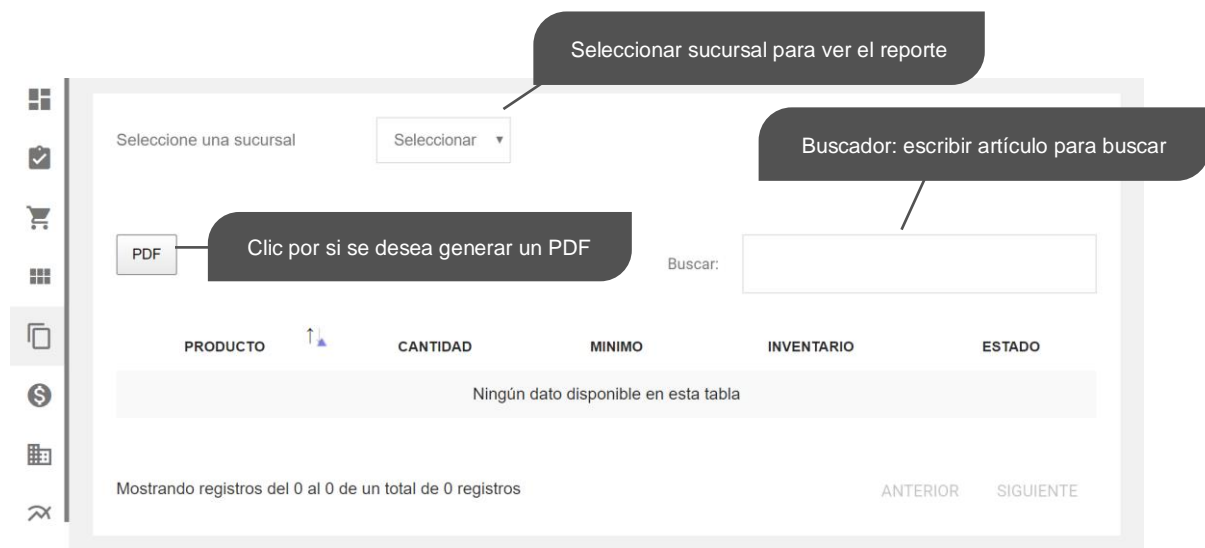 Seleccionar sucursal para ver el reporte
Seleccione una sucursal
Seleccionar
Buscador: escribir artículo para buscar
PDF
Clic por si se desea generar un PDF
Buscar:
PRODUCTO CANTIDAD MINIMO INVENTARIO ESTADO
Ningún dato disponible en esta tabla
Mostrando registros del 0 al 0 de un total de 0 registros
ANTERIOR SIGUIENTE